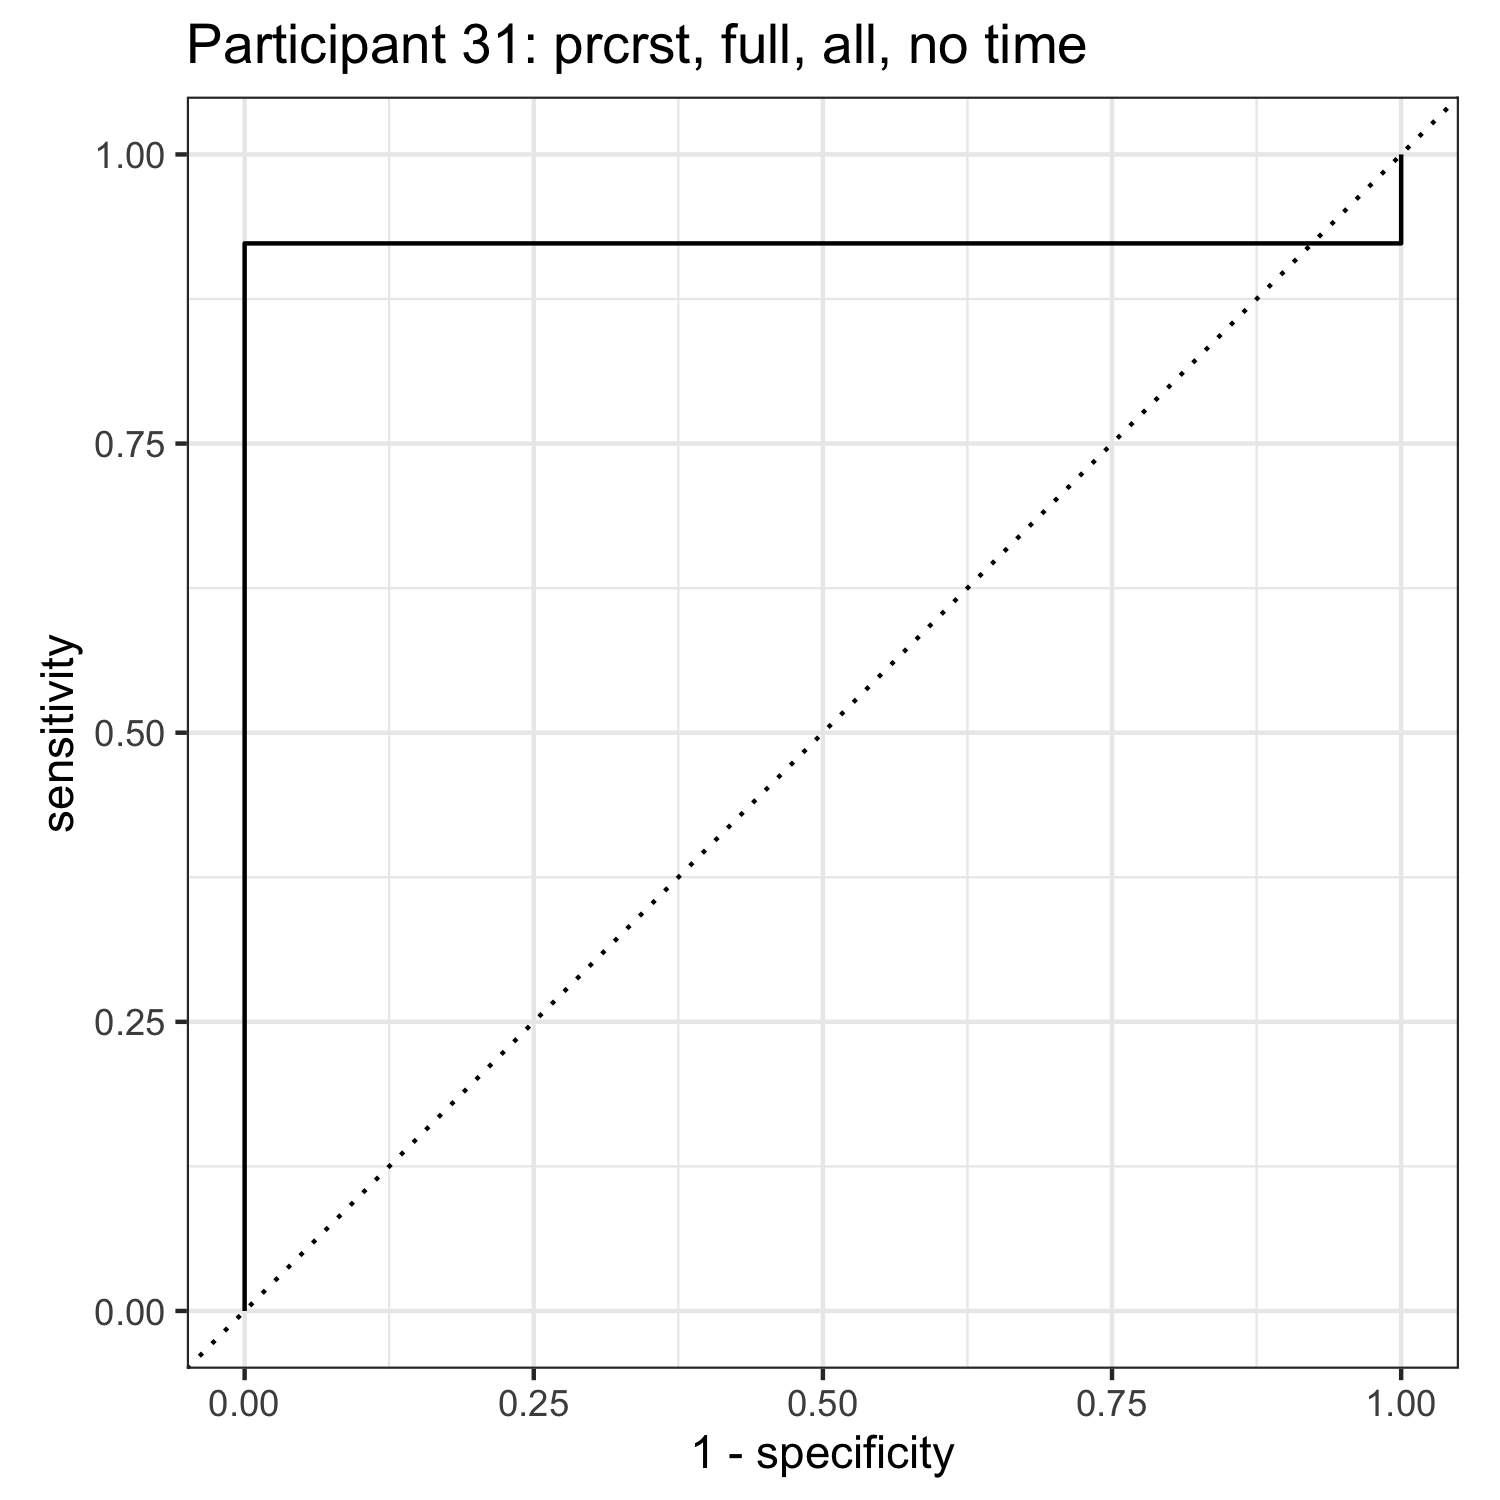 Participant 31: prcrst, full, all, no time
1.00
0.75
0.50
0.25
0.00
sensitivity
0.00 0.25 0.50 0.75 1.00
1 - specificity